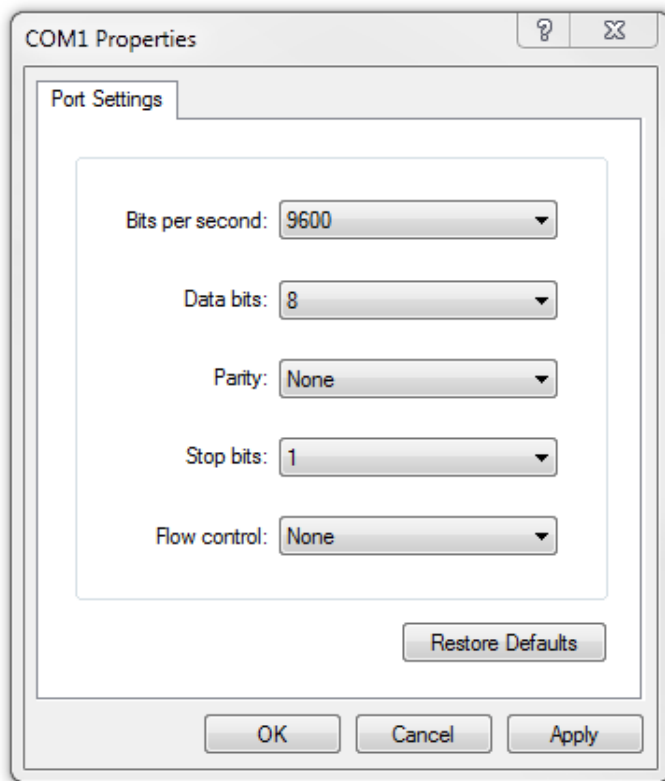 COM1 Properties
Port Settings
Bits per second: 9600
Data bits: 8
Parity: None
Stop bits: 1
Flow control: None
Restore Defaults
OK Cancel Apply